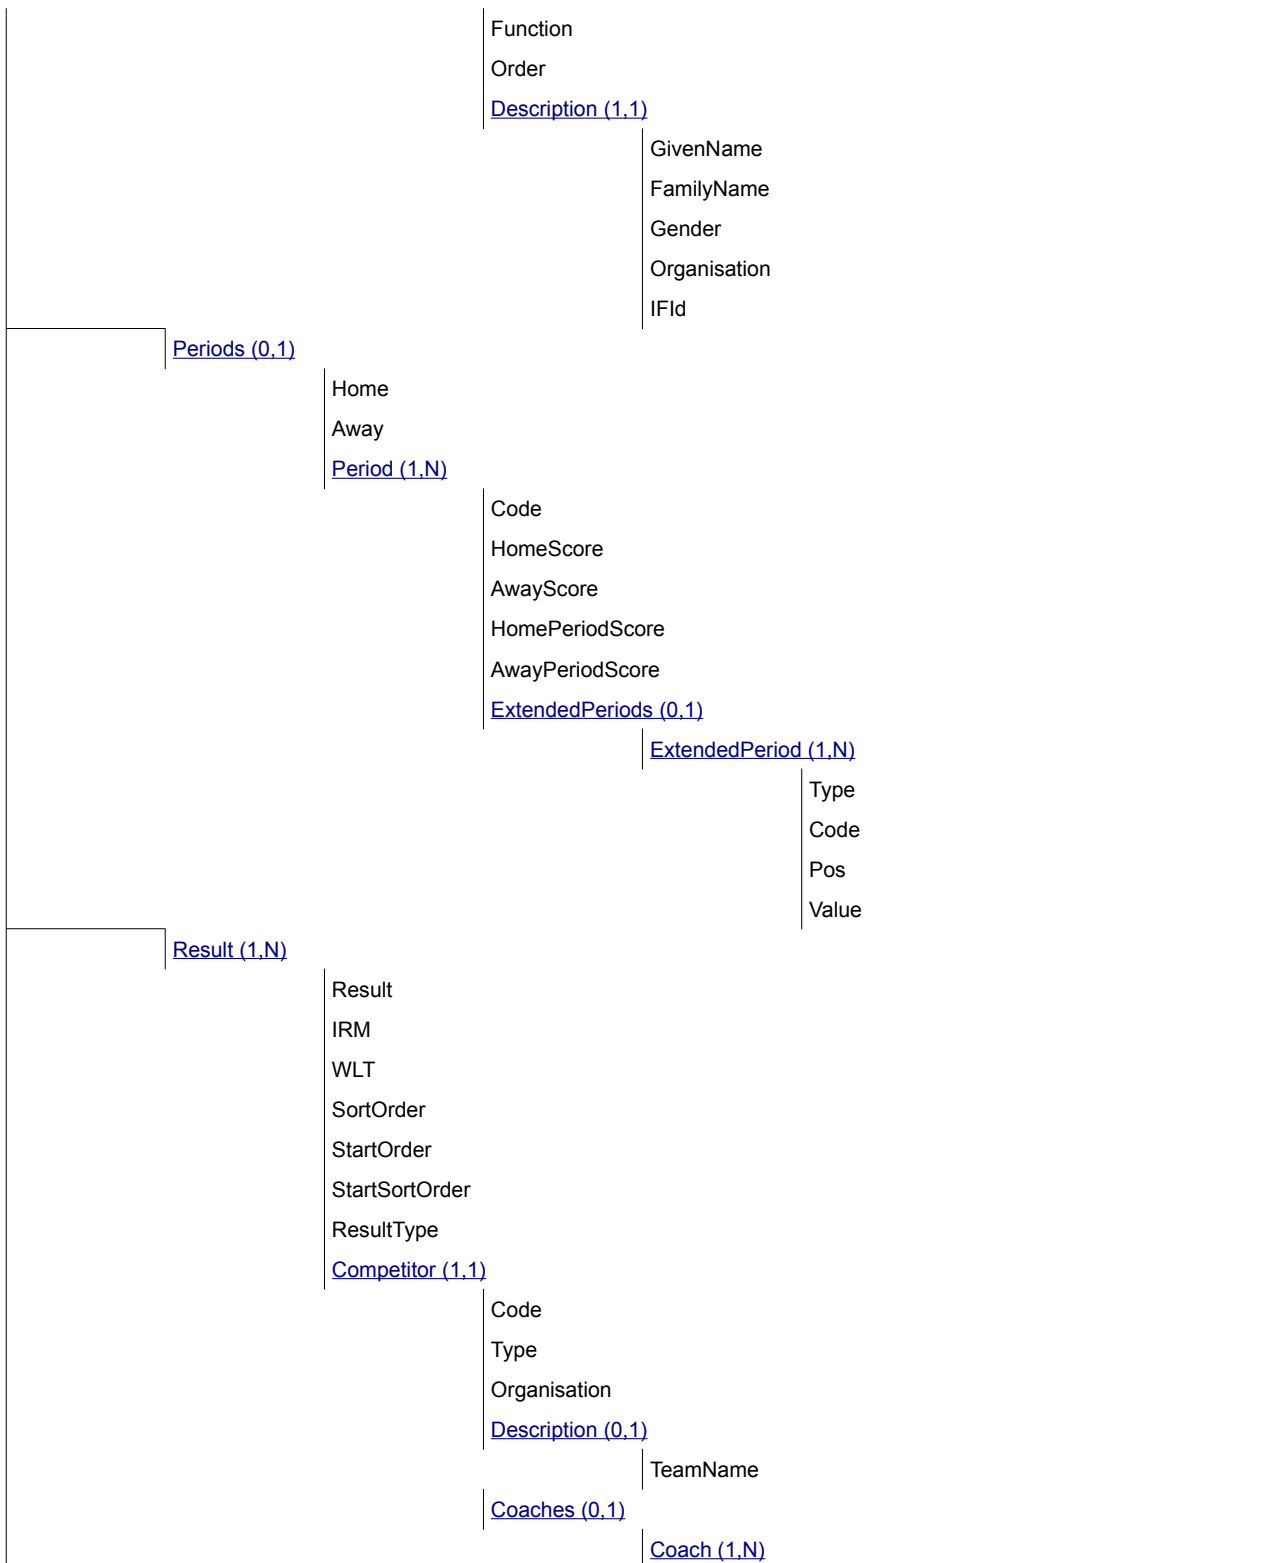 Function
Order
Description (1,1)
GivenName
FamilyName
Gender
Organisation
IFId
Periods (0,1)
Home
Away
Period (1,N)
Code
HomeScore
AwayScore
HomePeriodScore
AwayPeriodScore
ExtendedPeriods (0,1)
ExtendedPeriod (1,N)
Type
Code
Pos
Value
Result (1,N)
Result
IRM
WLT
SortOrder
StartOrder
StartSortOrder
ResultType
Competitor (1,1)
Code
Type
Organisation
Description (0,1)
TeamName
Coaches (0,1)
Coach (1,N)